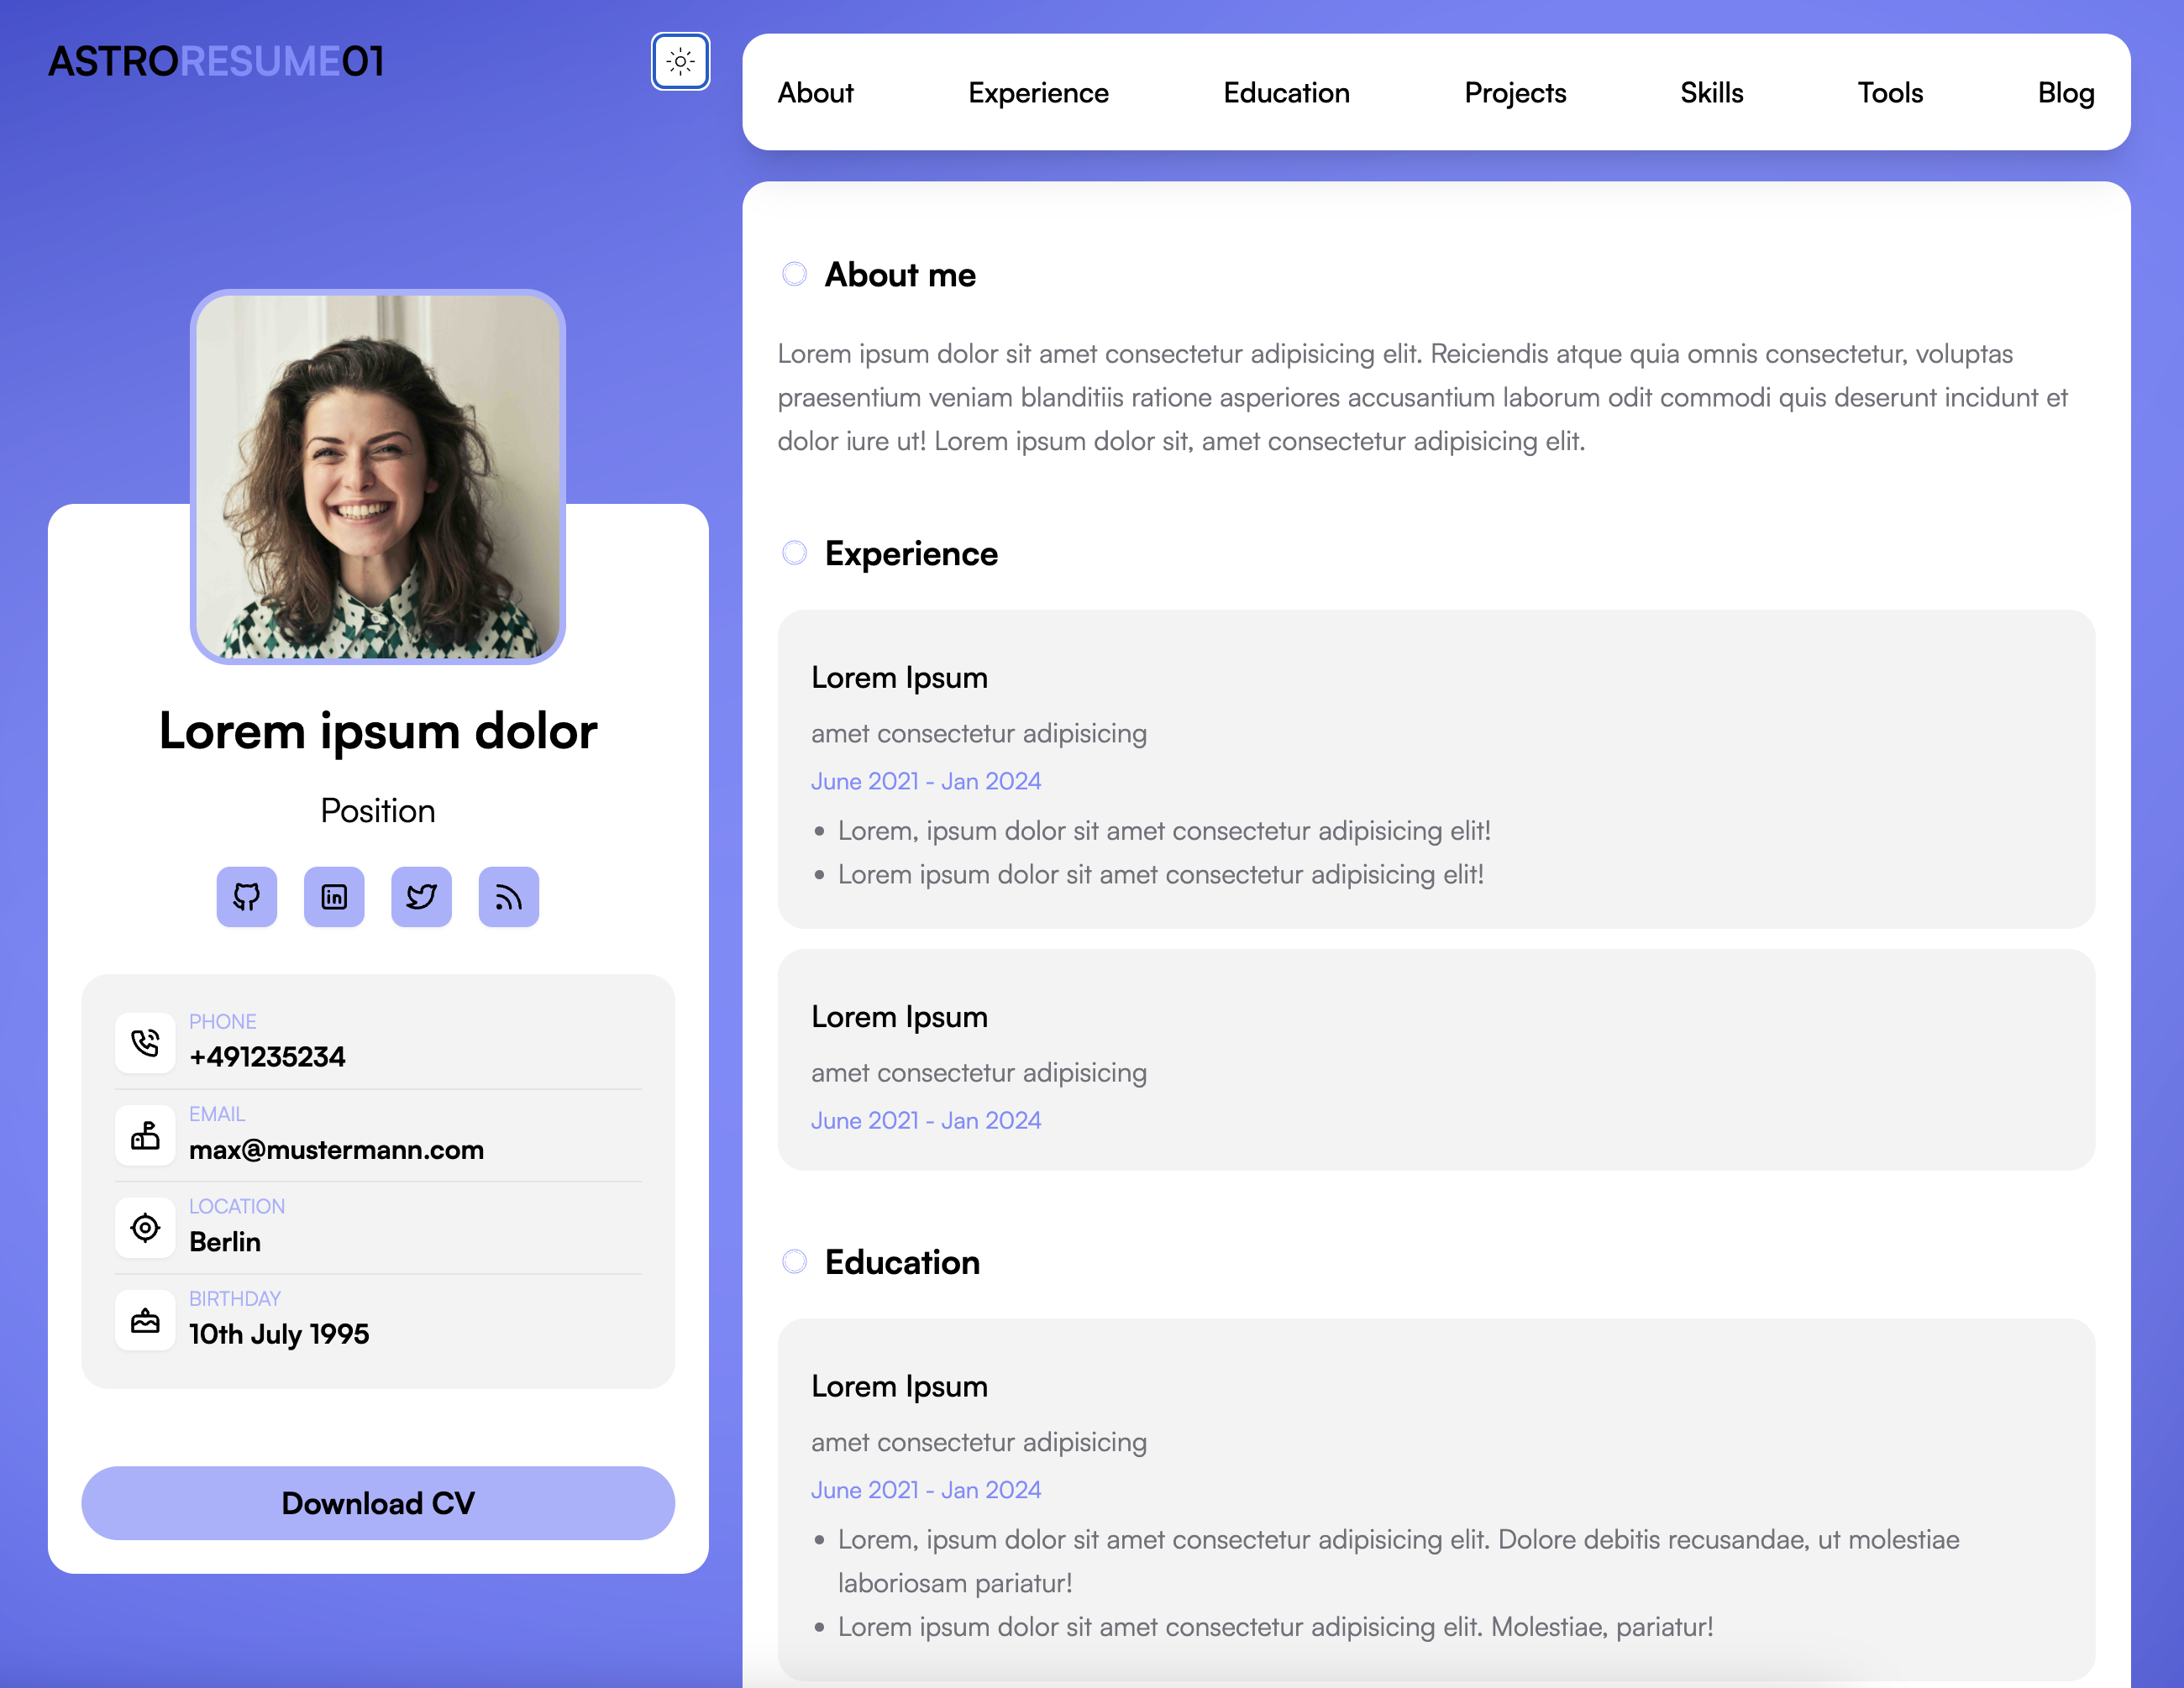 ASTRORESUME01
About Experience Education Projects Skills Tools Blog
Lorem ipsum dolor
Position
PHONE
+491235234
EMAIL
max@mustermann.com
LOCATION
Berlin
BIRTHDAY
10th July 1995
Download CV
About me
Lorem ipsum dolor sit amet consectetur adipisicing elit. Reiciendis atque quia omnis consectetur, voluptas
praesentium veniam blanditiis ratione asperiores accusantium laborum odit commodi quis deserunt incidunt et
dolor iure ut! Lorem ipsum dolor sit, amet consectetur adipisicing elit.
Experience
Lorem Ipsum
amet consectetur adipisicing
June 2021 - Jan 2024
• Lorem, ipsum dolor sit amet consectetur adipisicing elit!
• Lorem ipsum dolor sit amet consectetur adipisicing elit!
Lorem Ipsum
amet consectetur adipisicing
June 2021 - Jan 2024
Education
Lorem Ipsum
amet consectetur adipisicing
June 2021 - Jan 2024
• Lorem, ipsum dolor sit amet consectetur adipisicing elit. Dolore debitis recusandae, ut molestiae
laboriosam pariatur!
• Lorem ipsum dolor sit amet consectetur adipisicing elit. Molestiae, pariatur!